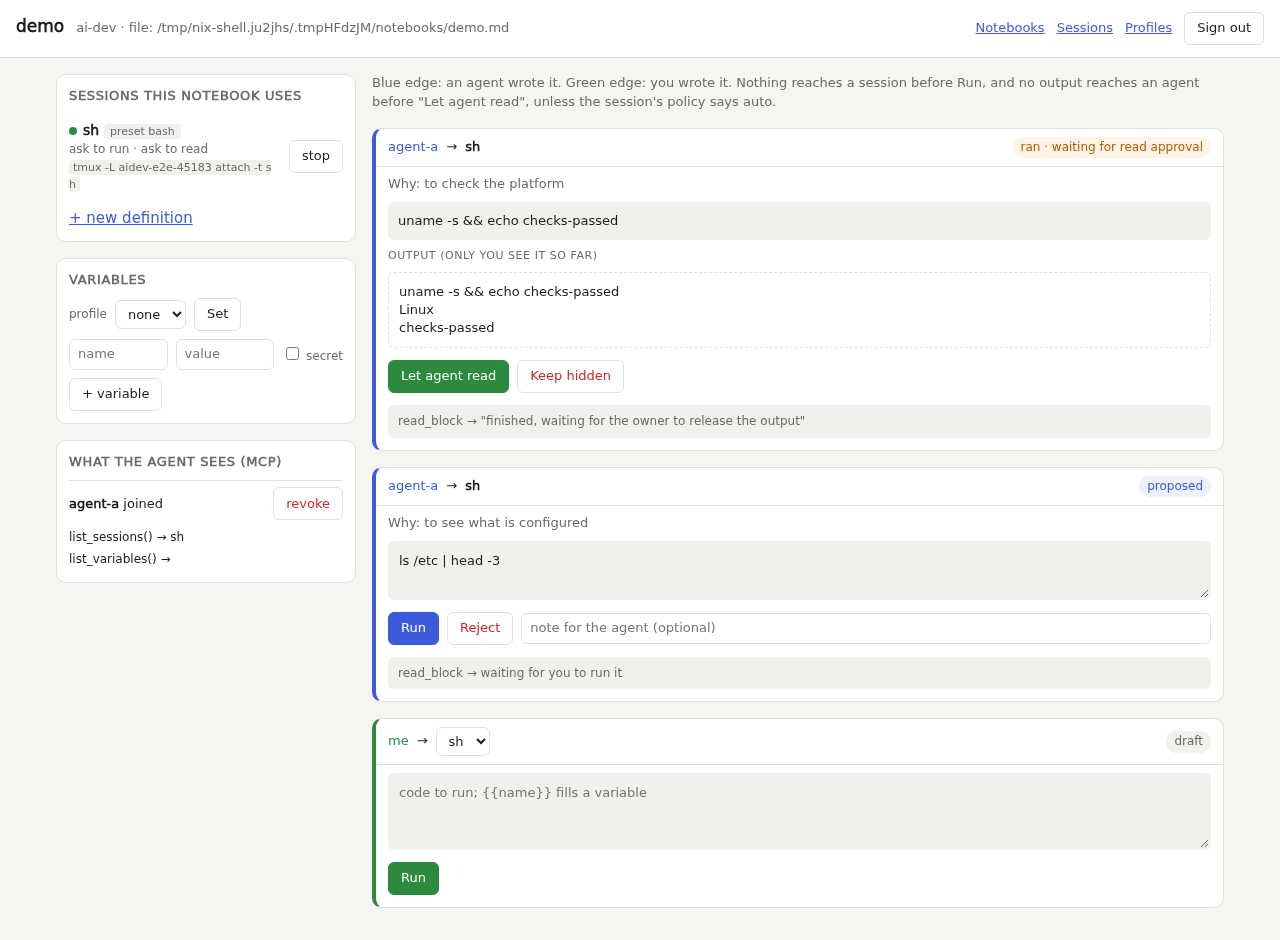 demo ai-dev · file: /tmp/nix-shell.ju2jhs/.tmpHFdzJM/notebooks/demo.md Notebooks Sessions Profiles Sign out
SESSIONS THIS NOTEBOOK USES
sh preset bash
ask to run · ask to read
tmux -L aidev-e2e-45183 attach -t s
h
stop
+ new definition
VARIABLES
profile none Set
name value secret
+ variable
WHAT THE AGENT SEES (MCP)
agent-a joined revoke
list_sessions() → sh
list_variables() →
Blue edge: an agent wrote it. Green edge: you wrote it. Nothing reaches a session before Run, and no output reaches an agent
before "Let agent read", unless the session's policy says auto.
agent-a → sh ran · waiting for read approval
Why: to check the platform
uname -s && echo checks-passed
OUTPUT (ONLY YOU SEE IT SO FAR)
uname -s && echo checks-passed
Linux
checks-passed
Let agent read Keep hidden
read_block → "finished, waiting for the owner to release the output"
agent-a → sh proposed
Why: to see what is configured
ls /etc | head -3
Run Reject note for the agent (optional)
read_block → waiting for you to run it
me → sh draft
code to run; {{name}} fills a variable
Run